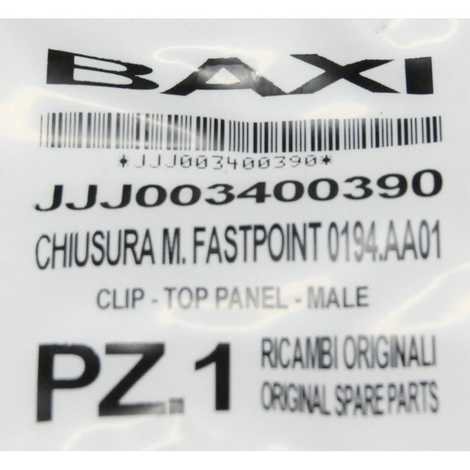 BAXI
*JJJ003400390*
JJJ003400390
CHIUSURA M. FASTPOINT 0194.AA01
CLIP - TOP PANEL - MALE
PZ.1
RICAMBI ORIGINALI
ORIGINAL SPARE PARTS